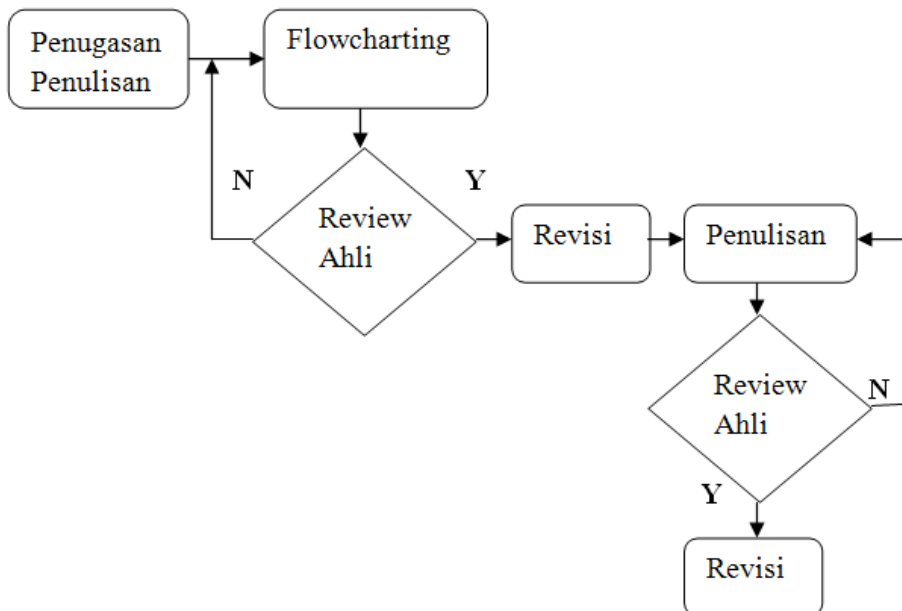 Penugasan
Penulisan
Flowcharting
N
Y
Review
Ahli
Revisi
Penulisan
Review
Ahli
N
Y
Revisi